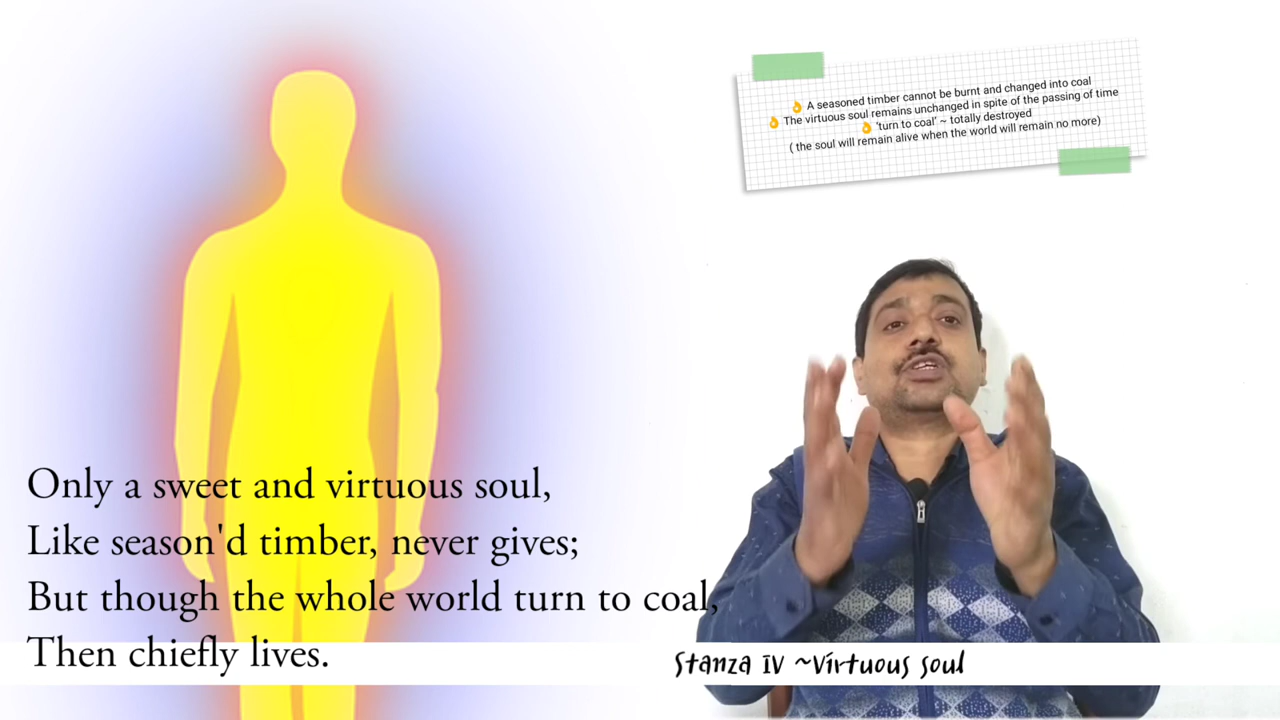 👌 A seasoned timber cannot be burnt and changed into coal
👌 The virtuous soul remains unchanged in spite of the passing of time
👌 'turn to coal' ~ totally destroyed
( the soul will remain alive when the world will remain no more)
Only a sweet and virtuous soul,
Like season'd timber, never gives;
But though the whole world turn to coal,
Then chiefly lives.
Stanza IV ~Virtuous soul